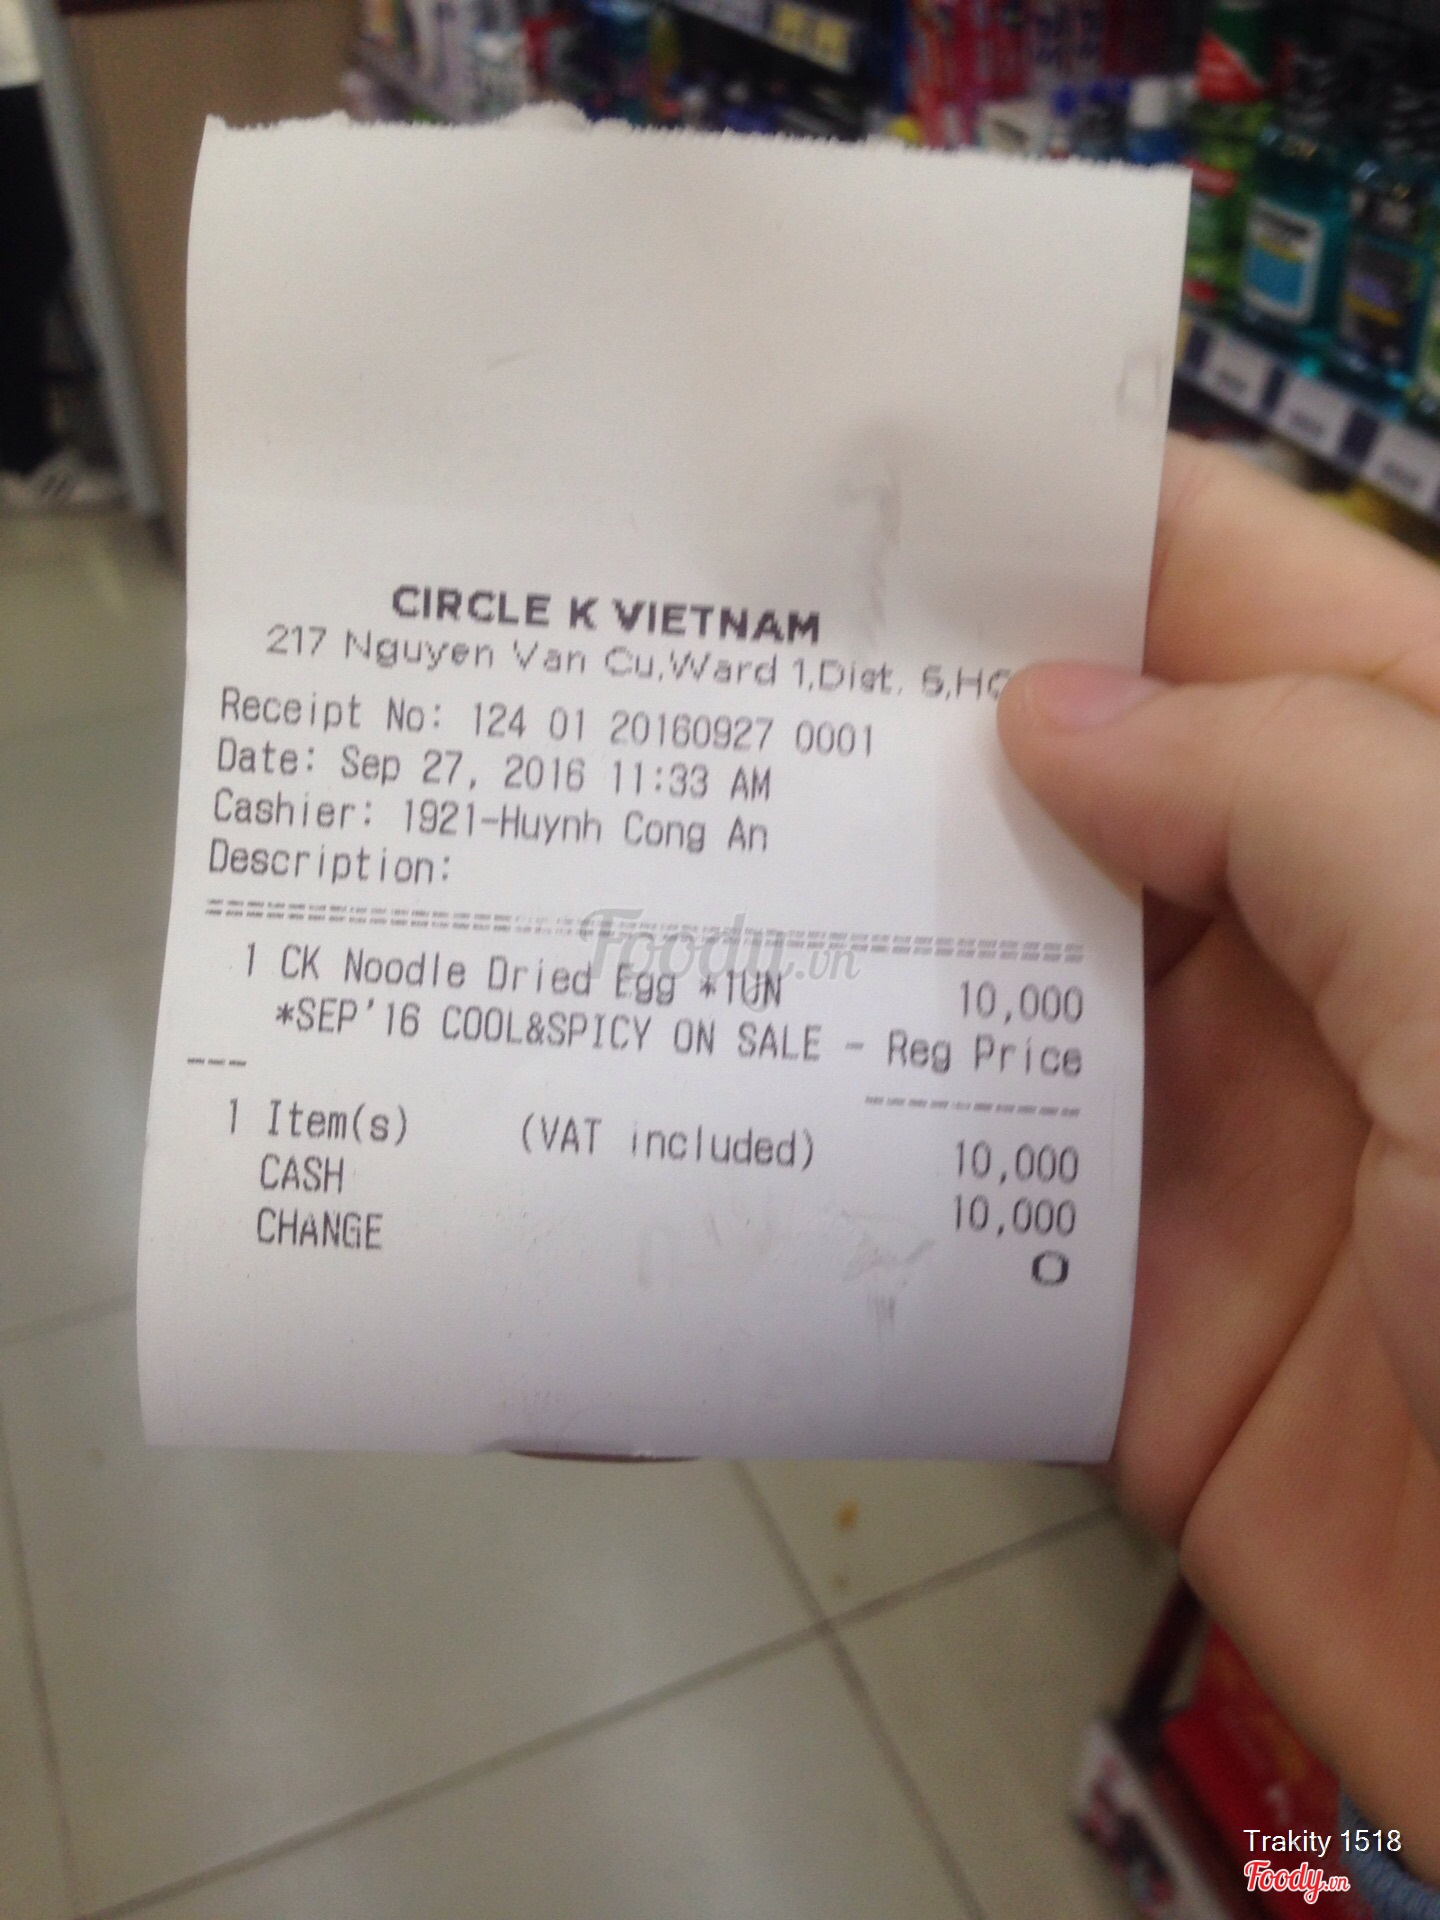 CIRCLE K VIETNAM
217 Nguyen Van Cu,Ward 1,Dist. 5,HC
Receipt No: 124 01 20160927 0001
Date: Sep 27, 2016 11:33 AM
Cashier: 1921-Huynh Cong An
Description:
1 CK Noodle Dried Egg *1UN 10,000
*SEP'16 COOL&SPICY ON SALE - Reg Price
1 Item(s) (VAT included) 10,000
CASH 10,000
CHANGE 0
Foody.vn
Trakity 1518
Foody.vn